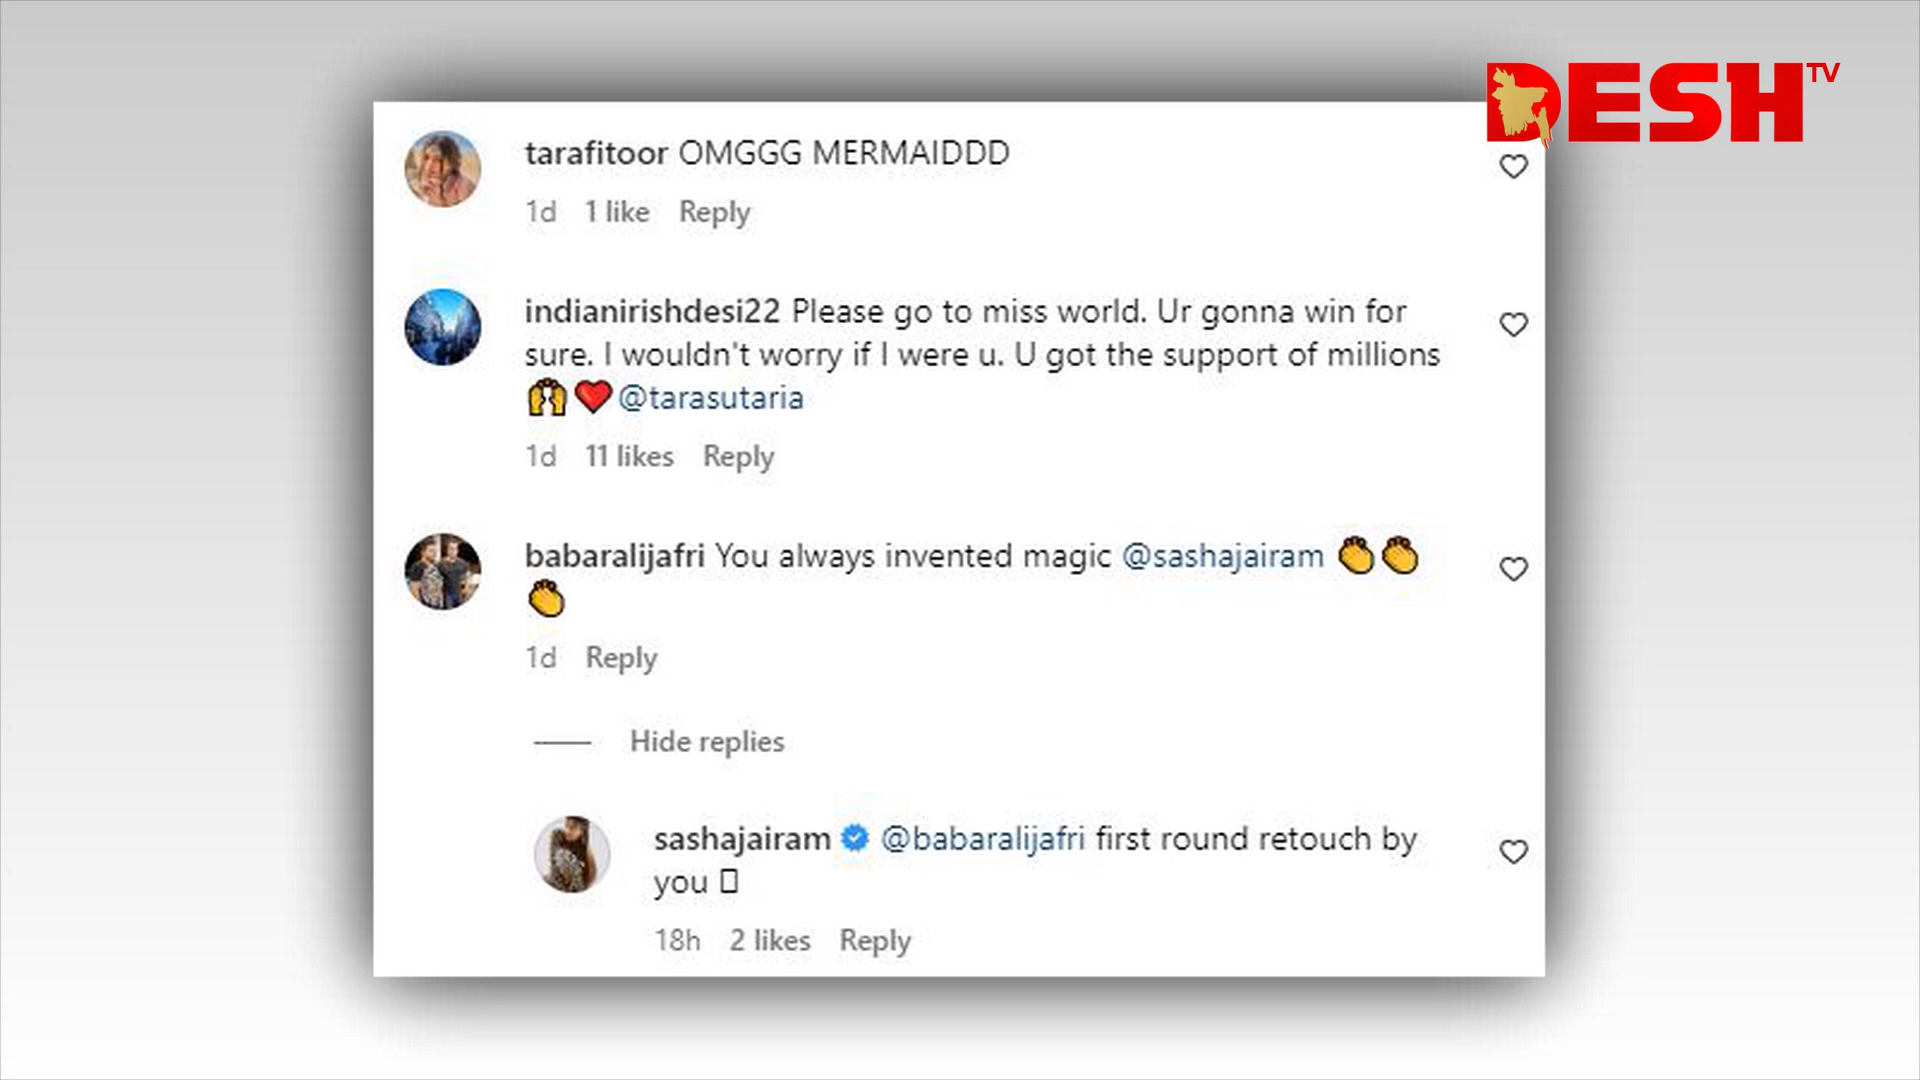 DESH TV
tarafitoor OMGGG MERMAIDDD
1d 1 like Reply
indianirishdesi22 Please go to miss world. Ur gonna win for
sure. I wouldn't worry if I were u. U got the support of millions
🙌❤️@tarasutaria
1d 11 likes Reply
babaralijafri You always invented magic @sashajairam 👏👏
👏
1d Reply
Hide replies
sashajairam @babaralijafri first round retouch by
you
18h 2 likes Reply